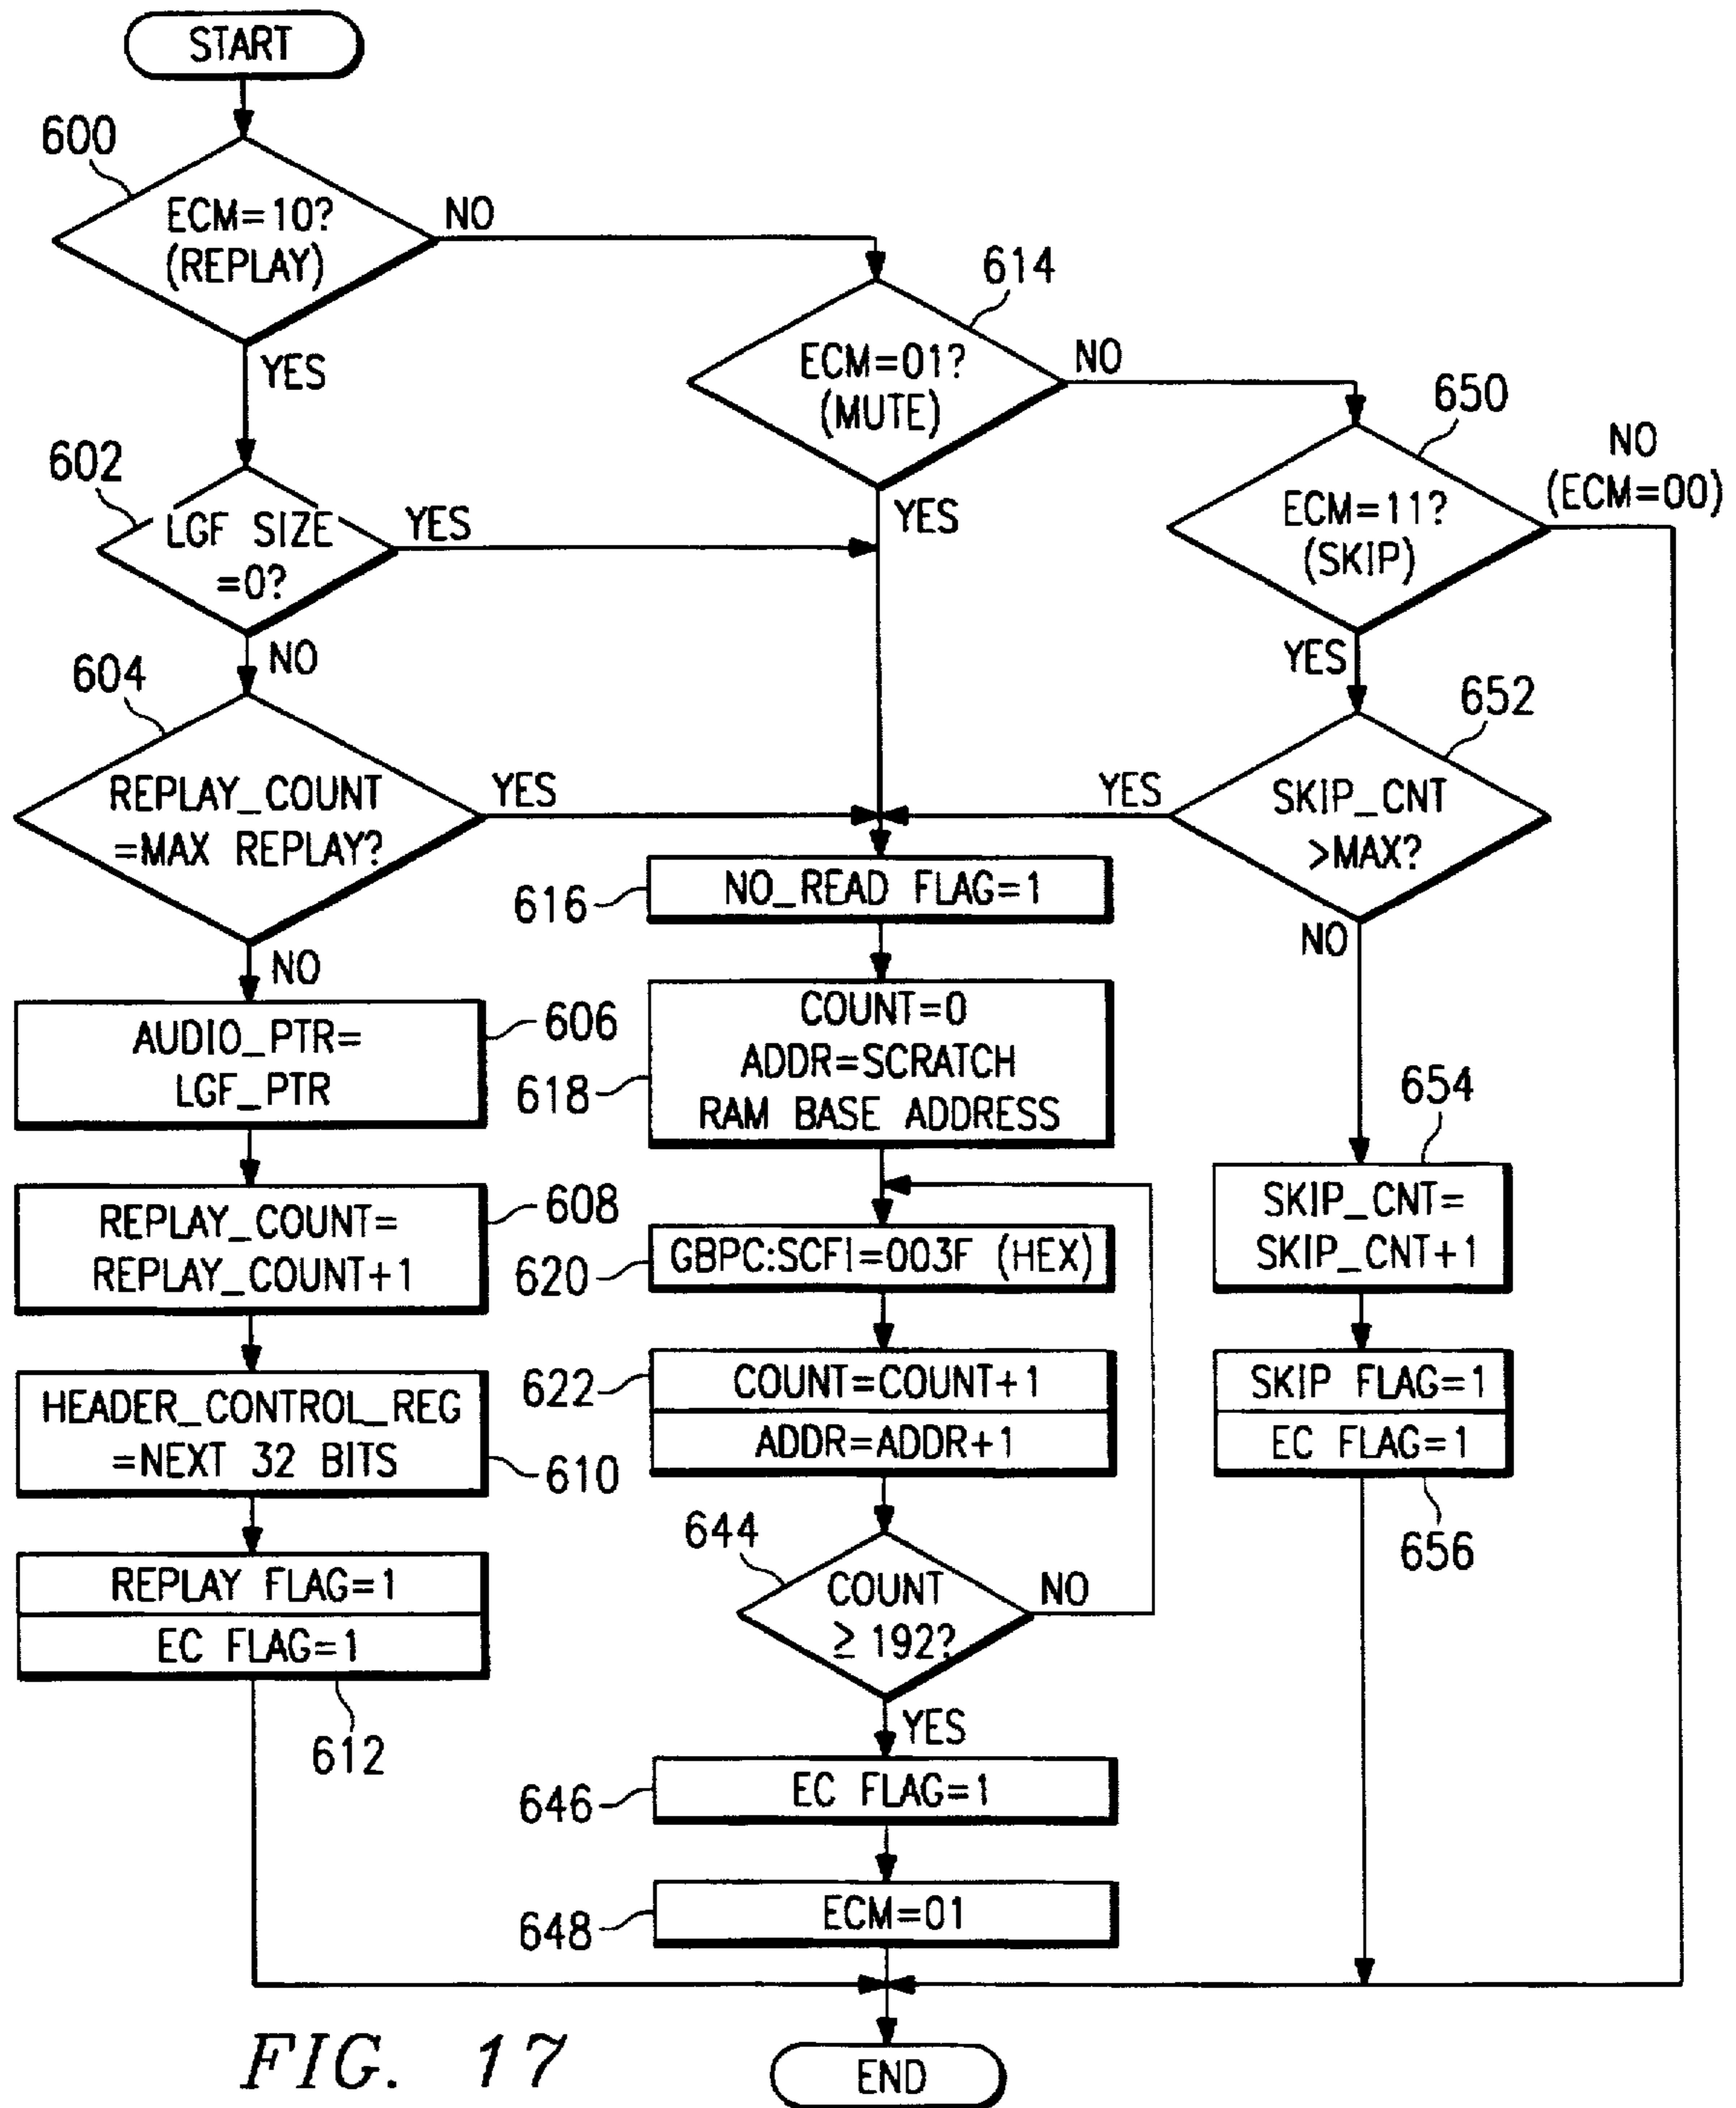 START
600
ECM=10?
(REPLAY)
NO
YES
614
ECM=01?
(MUTE)
NO
YES
650
ECM=11?
(SKIP)
NO
(ECM=00)
YES
602
LGF SIZE
=0?
YES
NO
604
REPLAY_COUNT
=MAX REPLAY?
YES
NO
652
SKIP_CNT
>MAX?
YES
NO
616
NO_READ FLAG=1
606
AUDIO_PTR=
LGF_PTR
618
COUNT=0
ADDR=SCRATCH
RAM BASE ADDRESS
654
SKIP_CNT=
SKIP_CNT+1
608
REPLAY_COUNT=
REPLAY_COUNT+1
620
GBPC:SCFI=003F (HEX)
610
HEADER_CONTROL_REG
=NEXT 32 BITS
622
COUNT=COUNT+1
ADDR=ADDR+1
SKIP FLAG=1
EC FLAG=1
656
644
COUNT
≥ 192?
NO
YES
REPLAY FLAG=1
EC FLAG=1
612
646
EC FLAG=1
648
ECM=01
END
FIG. 17